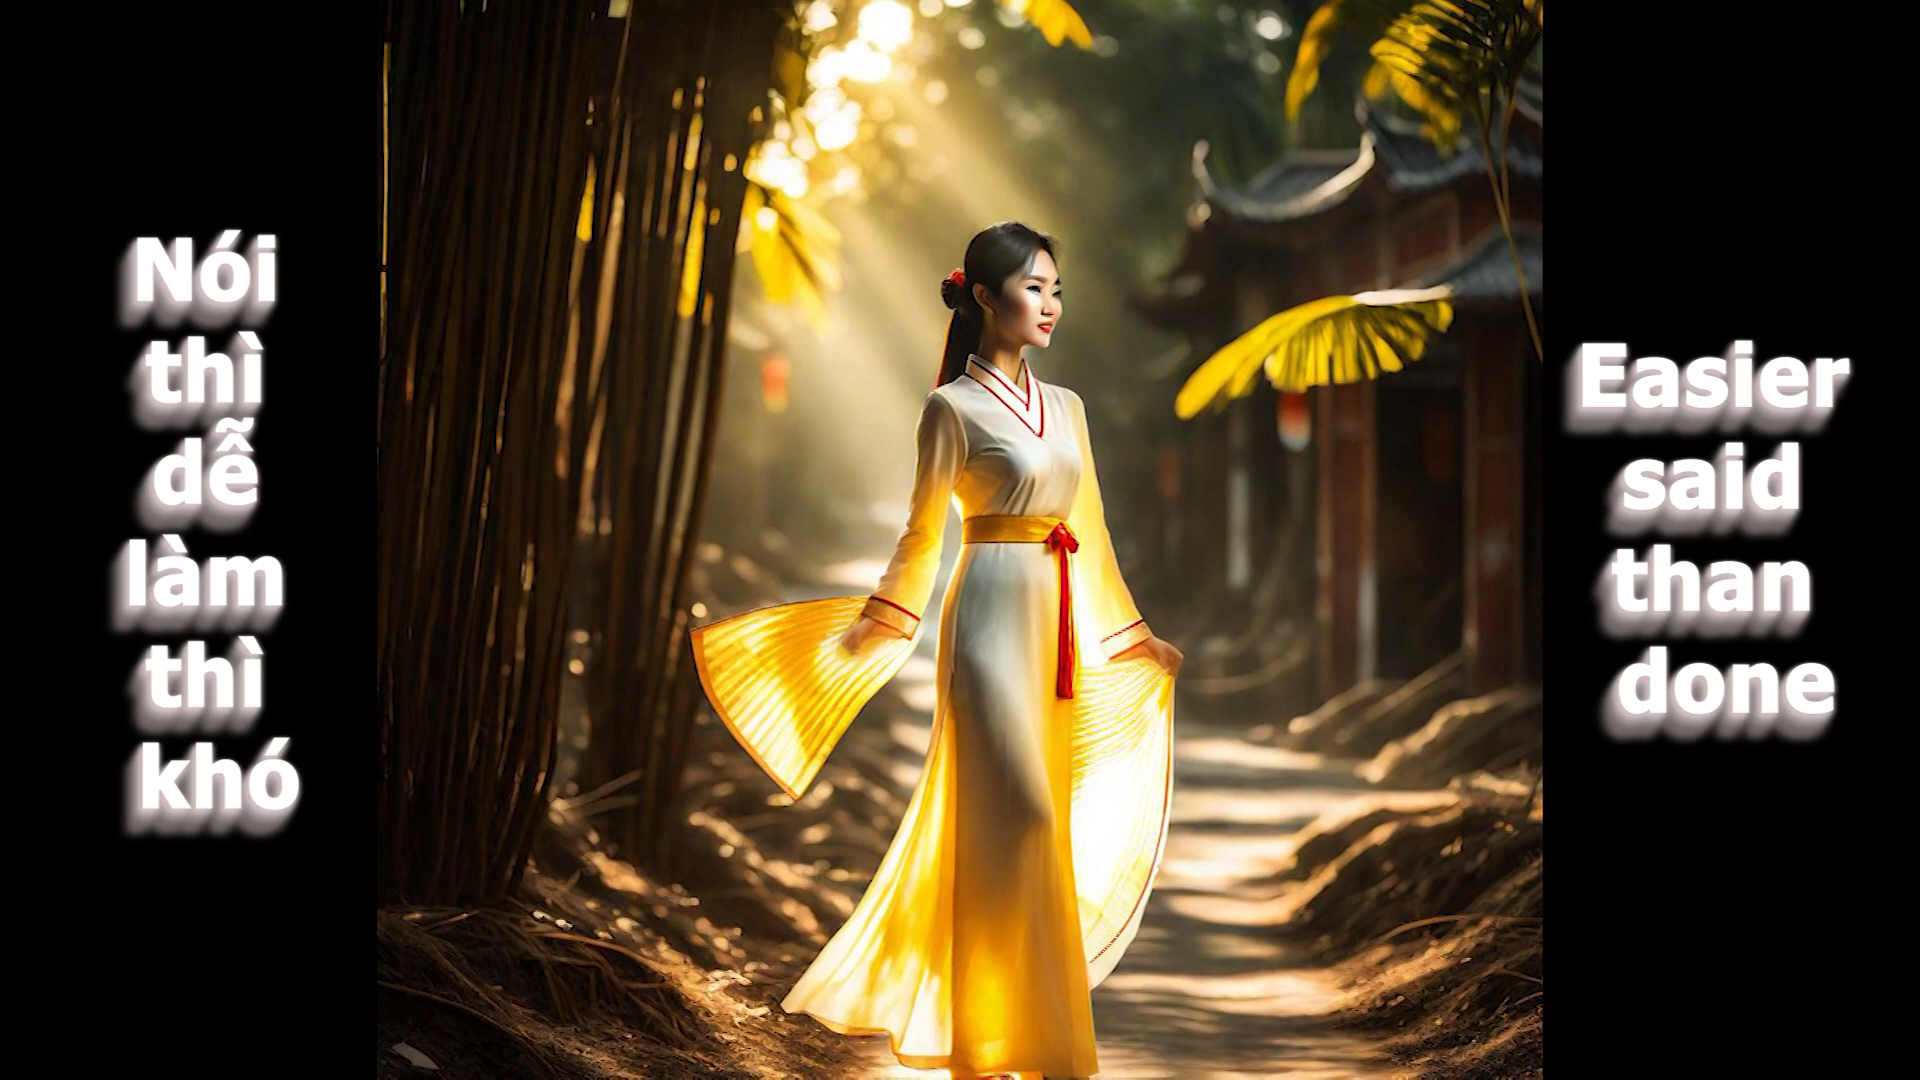 Nói
thì
dễ
làm
thì
khó
Easier
said
than
done